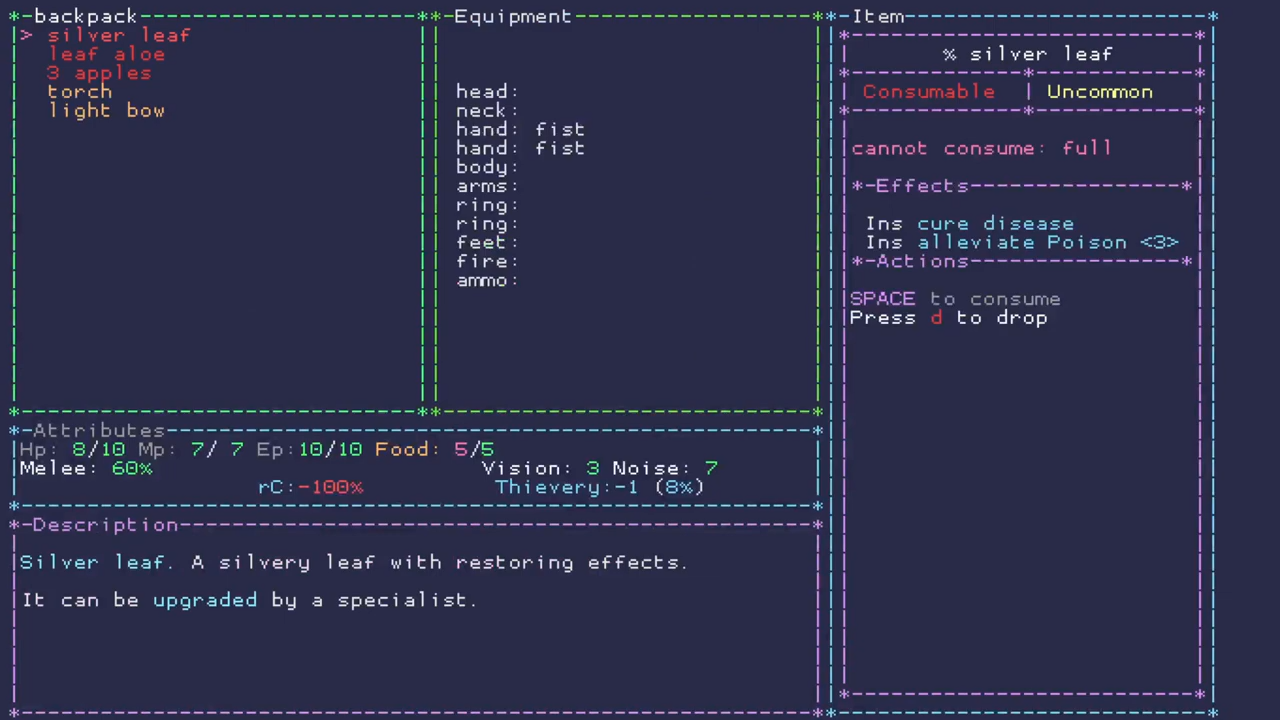 backpack
> silver leaf
leaf aloe
3 apples
torch
light bow
Equipment
head:
neck:
hand: fist
hand: fist
body:
arms:
ring:
ring:
feet:
fire:
ammo:
Attributes
Hp: 8/10 Mp: 7/ 7 Ep:10/10 Food: 5/5
Melee: 60% Vision: 3 Noise: 7
rC:-100% Thievery:-1 (8%)
Description
Silver leaf. A silvery leaf with restoring effects.
It can be upgraded by a specialist.
Item
% silver leaf
Consumable | Uncommon
cannot consume: full
Effects
Ins cure disease
Ins alleviate Poison <3>
Actions
SPACE to consume
Press d to drop